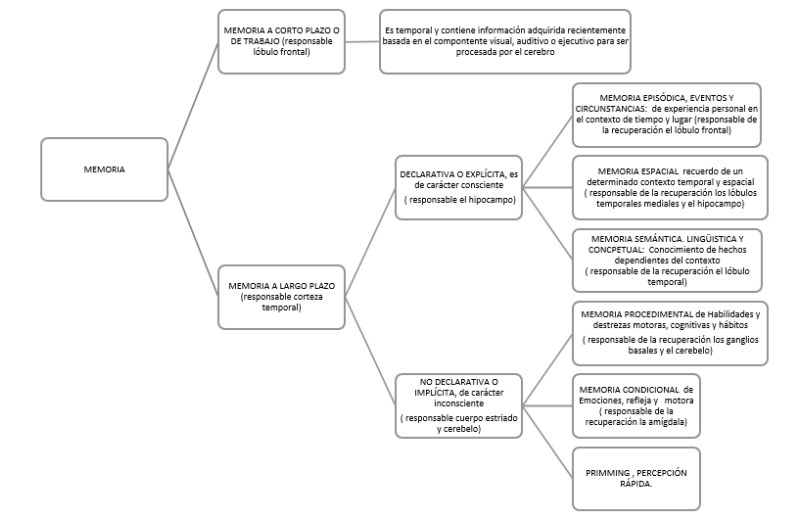 MEMORIA
MEMORIA A CORTO PLAZO O
DE TRABAJO (responsable
lóbulo frontal)
Es temporal y contiene información adquirida recientemente
basada en el compontente visual, auditivo o ejecutivo para ser
procesada por el cerebro
MEMORIA A LARGO PLAZO
(responsable corteza
temporal)
DECLARATIVA O EXPLÍCITA, es
de carácter consciente
( responsable el hipocampo)
MEMORIA EPISÓDICA, EVENTOS Y
CIRCUNSTANCIAS: de experiencia personal en
el contexto de tiempo y lugar (responsable de
la recuperación el lóbulo frontal)
MEMORIA ESPACIAL recuerdo de un
determinado contexto temporal y espacial
( responsable de la recuperación los lóbulos
temporales mediales y el hipocampo)
MEMORIA SEMÁNTICA. LINGÜISTICA Y
CONCPETUAL: Conocimiento de hechos
dependientes del contexto
( responsable de la recuperación el lóbulo
temporal)
NO DECLARATIVA O
IMPLÍCITA, de carácter
inconsciente
( responsable cuerpo estriado
y cerebelo)
MEMORIA PROCEDIMENTAL de Habilidades y
destrezas motoras, cognitivas y hábitos
( responsable de la recuperación los ganglios
basales y el cerebelo)
MEMORIA CONDICIONAL de
Emociones, refleja y motora
( responsable de la
recuperación la amígdala)
PRIMMING , PERCEPCIÓN
RÁPIDA.